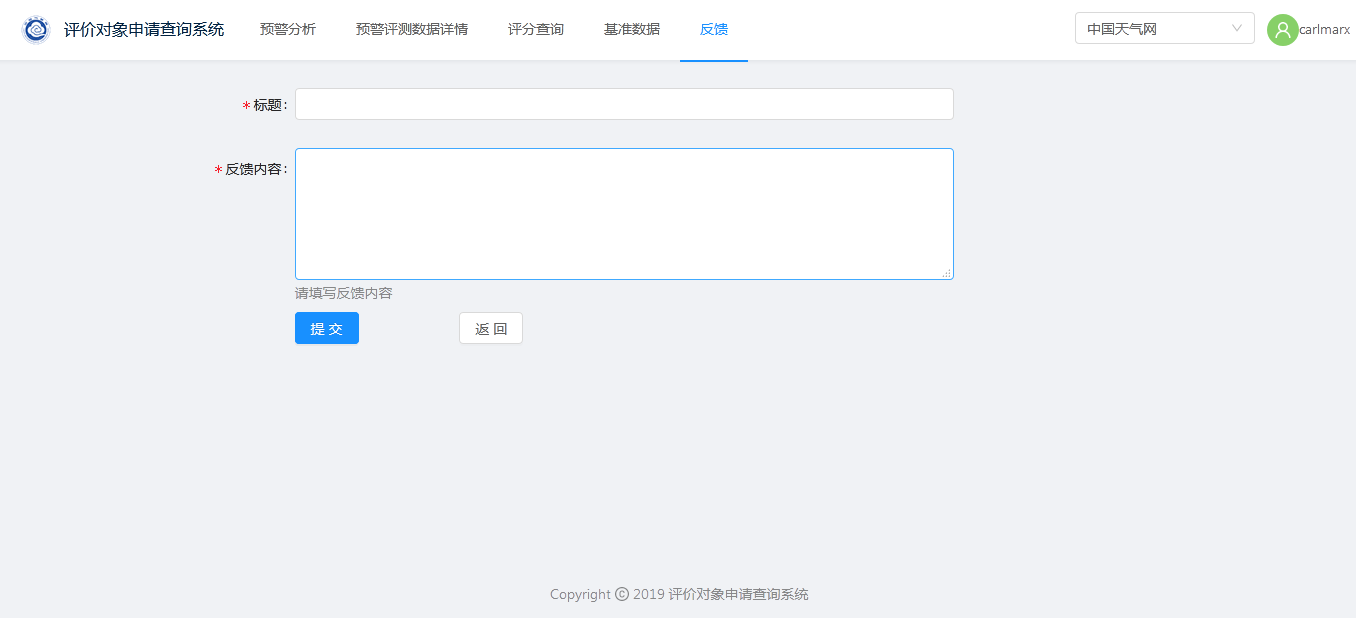 评价对象申请查询系统 预警分析 预警评测数据详情 评分查询 基准数据 反馈 中国天气网 carlmarx
* 标题:
* 反馈内容:
请填写反馈内容
提 交 返 回
Copyright © 2019 评价对象申请查询系统